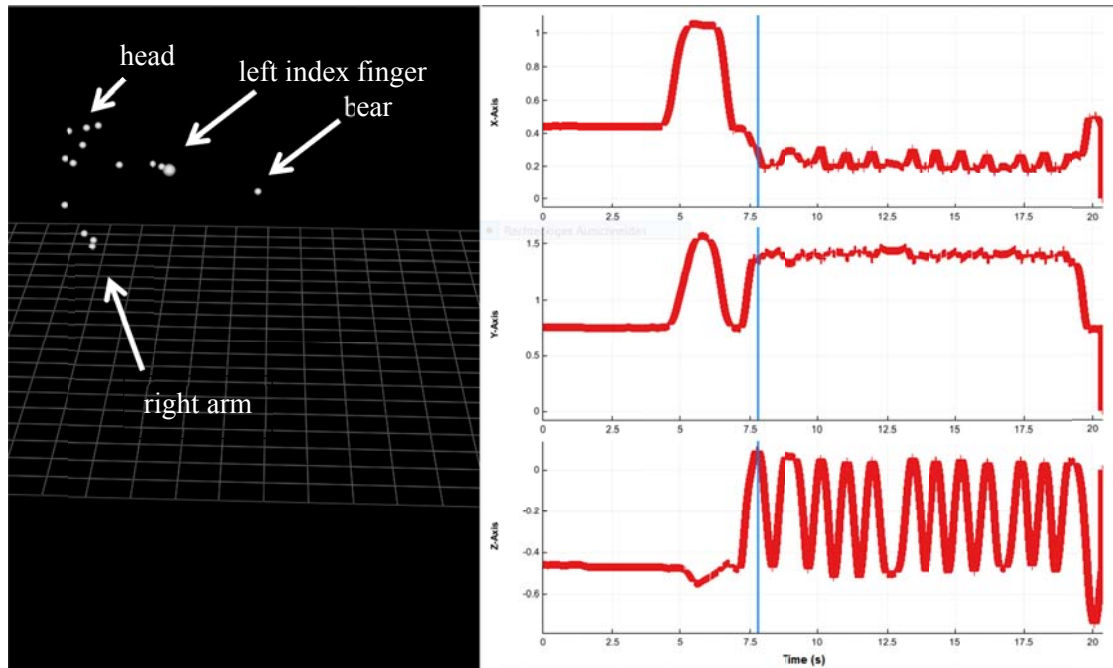 head
left index finger
bear
right arm
X-Axis
1
0.8
0.6
0.4
0.2
0
0 2.5 5 7.5 10 12.5 15 17.5 20
Rechteckiges Ausschneiden
Y-Axis
1.5
1
0.5
0
0 2.5 5 7.5 10 12.5 15 17.5 20
Z-Axis
0
-0.2
-0.4
-0.6
0 2.5 5 7.5 10 12.5 15 17.5 20
Time (s)